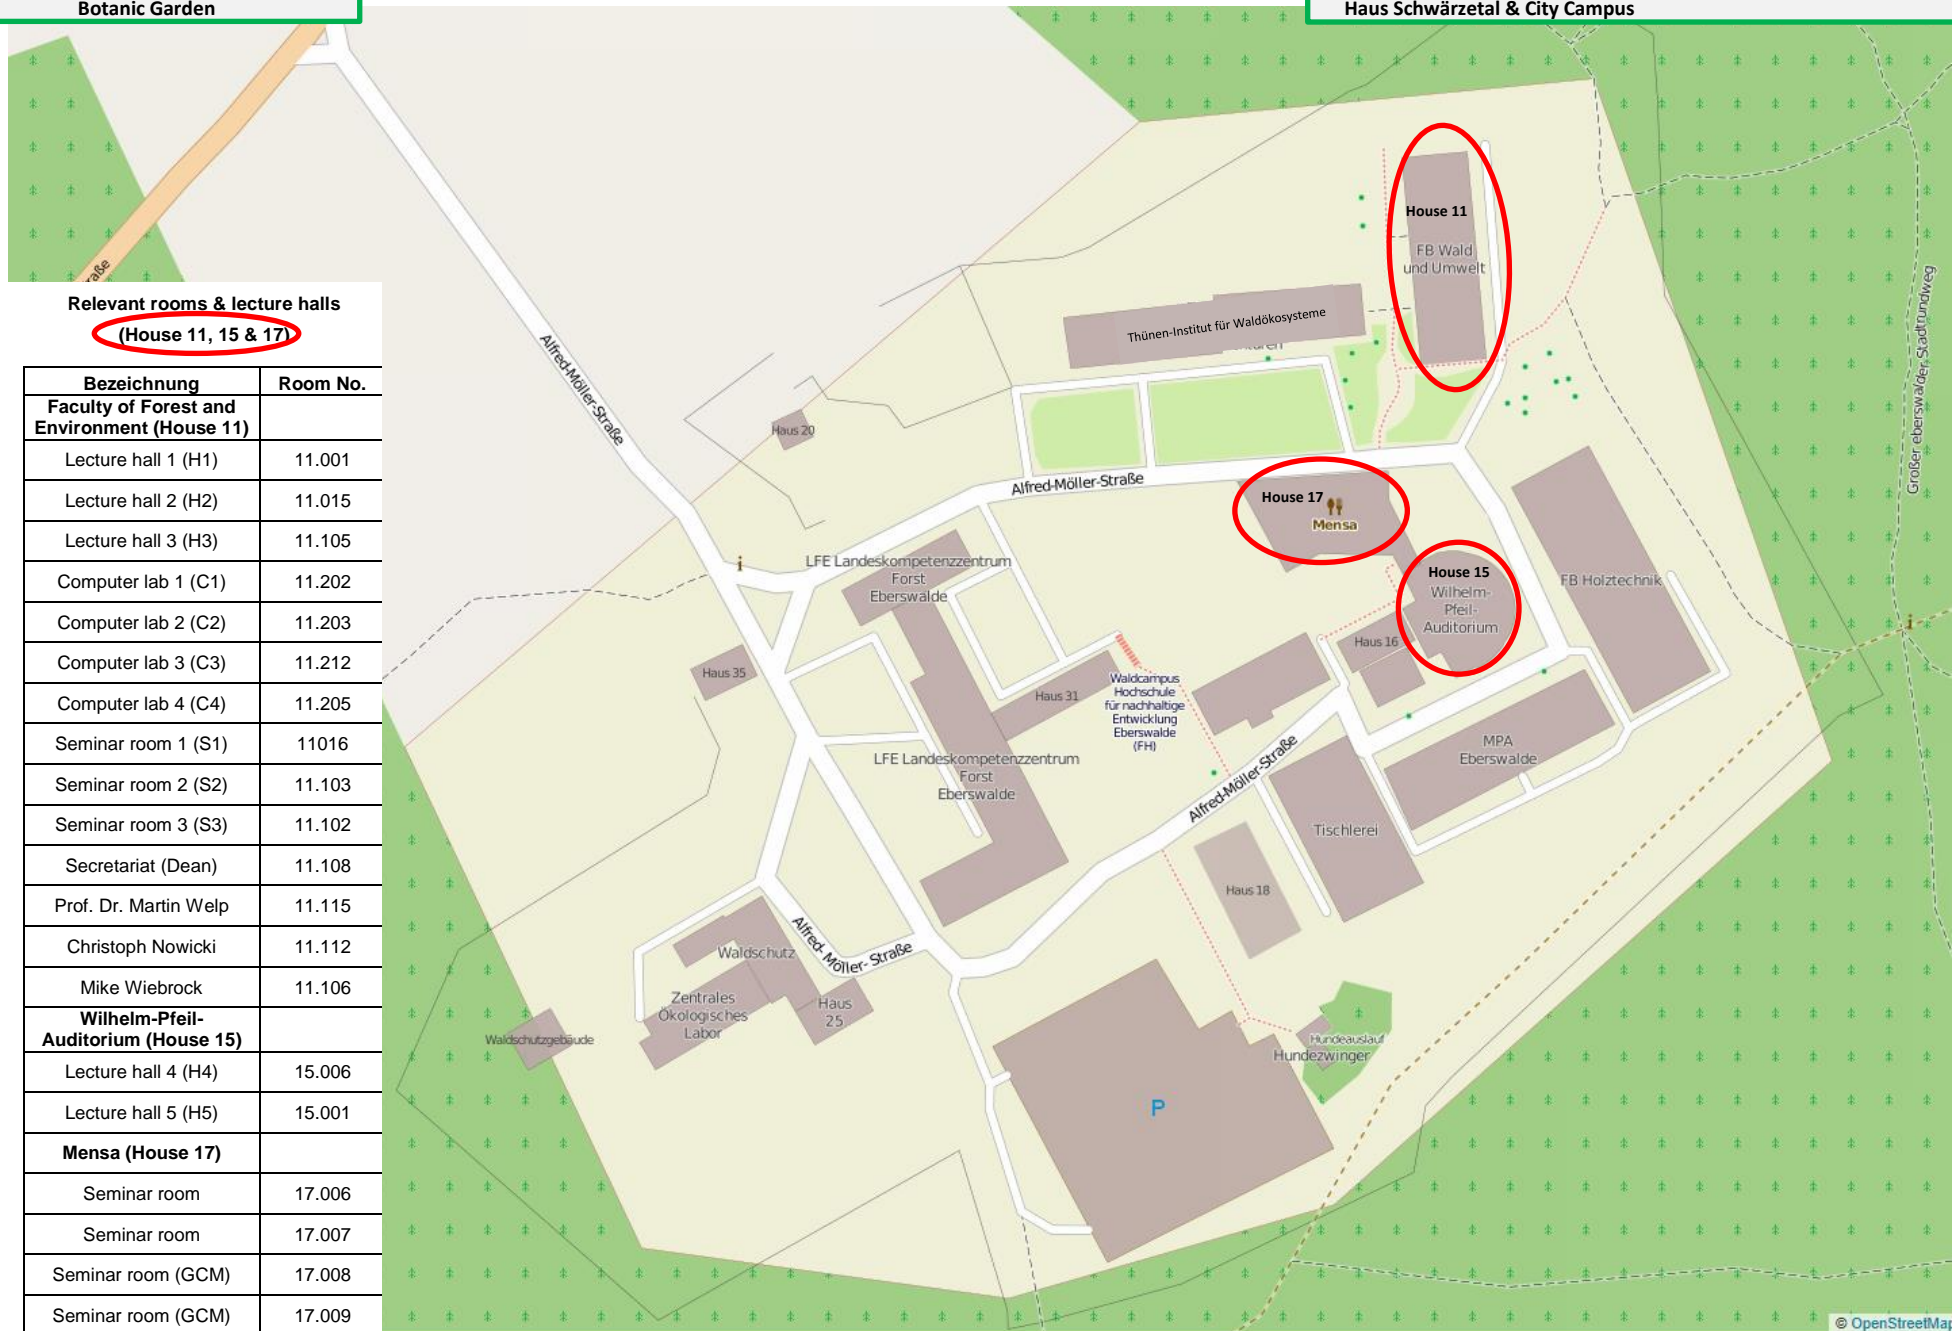 Botanic Garden
Haus Schwärzetal & City Campus
Relevant rooms & lecture halls
(House 11, 15 & 17)
Bezeichnung Room No.
Faculty of Forest and
Environment (House 11)
Lecture hall 1 (H1) 11.001
Lecture hall 2 (H2) 11.015
Lecture hall 3 (H3) 11.105
Computer lab 1 (C1) 11.202
Computer lab 2 (C2) 11.203
Computer lab 3 (C3) 11.212
Computer lab 4 (C4) 11.205
Seminar room 1 (S1) 11016
Seminar room 2 (S2) 11.103
Seminar room 3 (S3) 11.102
Secretariat (Dean) 11.108
Prof. Dr. Martin Welp 11.115
Christoph Nowicki 11.112
Mike Wiebrock 11.106
Wilhelm-Pfeil-
Auditorium (House 15)
Lecture hall 4 (H4) 15.006
Lecture hall 5 (H5) 15.001
Mensa (House 17)
Seminar room 17.006
Seminar room 17.007
Seminar room (GCM) 17.008
Seminar room (GCM) 17.009
House 11
FB Wald
und Umwelt
Thünen-Institut für Waldökosysteme
Alfred-Möller-Straße
Haus 20
Alfred-Möller-Straße
House 17
Mensa
House 15
Wilhelm-
Pfeil-
Auditorium
FB Holztechnik
Großer eberswalder Stadtrundweg
i
i
LFE Landeskompetenzzentrum
Forst
Eberswalde
Haus 16
Haus 35
Haus 31
Waldcampus
Hochschule
für nachhaltige
Entwicklung
Eberswalde
(FH)
LFE Landeskompetenzzentrum
Forst
Eberswalde
MPA
Eberswalde
Alfred-Möller-Straße
Tischlerei
Haus 18
Waldschutz
Alfred- Möller- Straße
Zentrales
Ökologisches
Labor
Haus
25
Waldschutzgebäude
Hundeauslauf
Hundezwinger
P
© OpenStreetMap